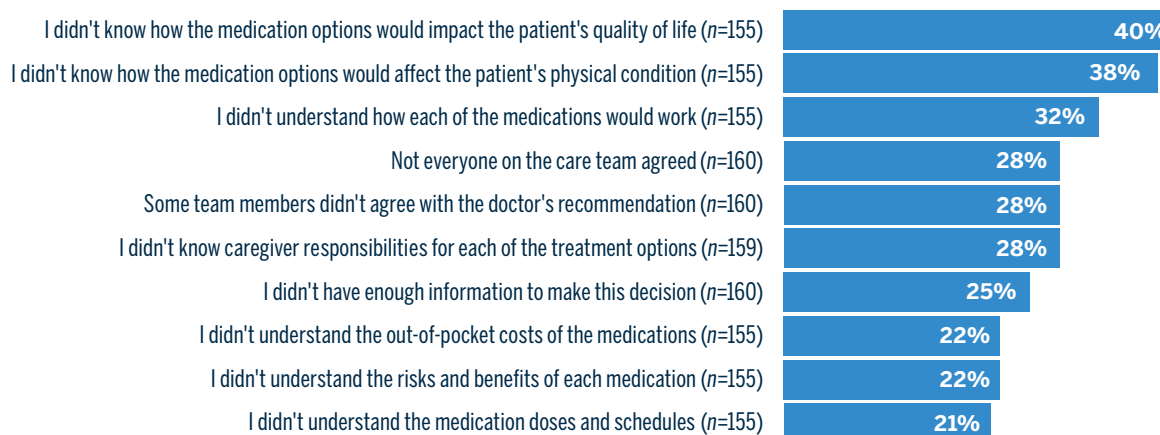 I didn't know how the medication options would impact the patient's quality of life (n=155) 40%
I didn't know how the medication options would affect the patient's physical condition (n=155) 38%
I didn't understand how each of the medications would work (n=155) 32%
Not everyone on the care team agreed (n=160) 28%
Some team members didn't agree with the doctor's recommendation (n=160) 28%
I didn't know caregiver responsibilities for each of the treatment options (n=159) 28%
I didn't have enough information to make this decision (n=160) 25%
I didn't understand the out-of-pocket costs of the medications (n=155) 22%
I didn't understand the risks and benefits of each medication (n=155) 22%
I didn't understand the medication doses and schedules (n=155) 21%